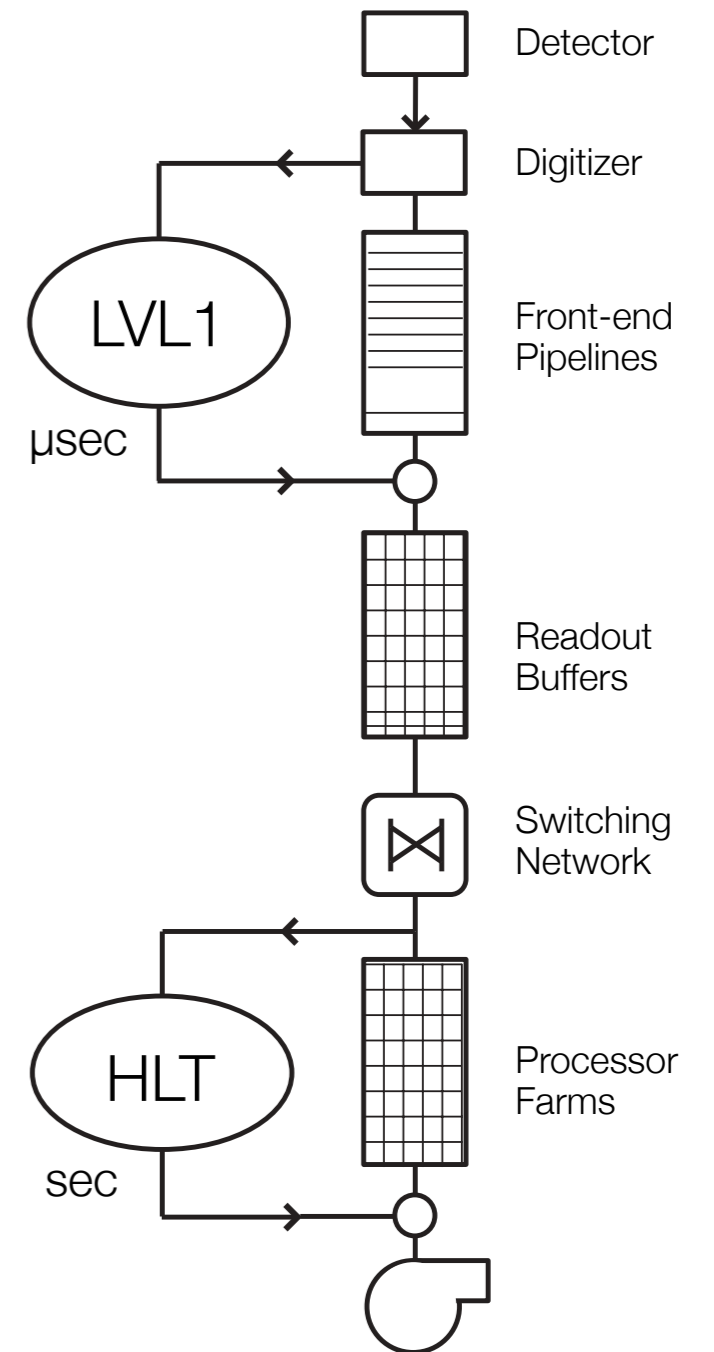 Detector
Digitizer
LVL1
Front-end
Pipelines
µsec
Readout
Buffers
Switching
Network
HLT
Processor
Farms
sec